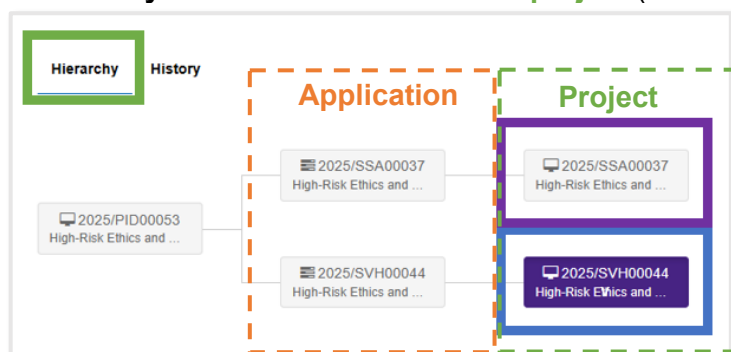 Hierarchy History
Application
Project
2025/SSA00037
High-Risk Ethics and ...
2025/SSA00037
High-Risk Ethics and ...
2025/PID00053
High-Risk Ethics and ...
2025/SVH00044
High-Risk Ethics and ...
2025/SVH00044
High-Risk Ethics and ...